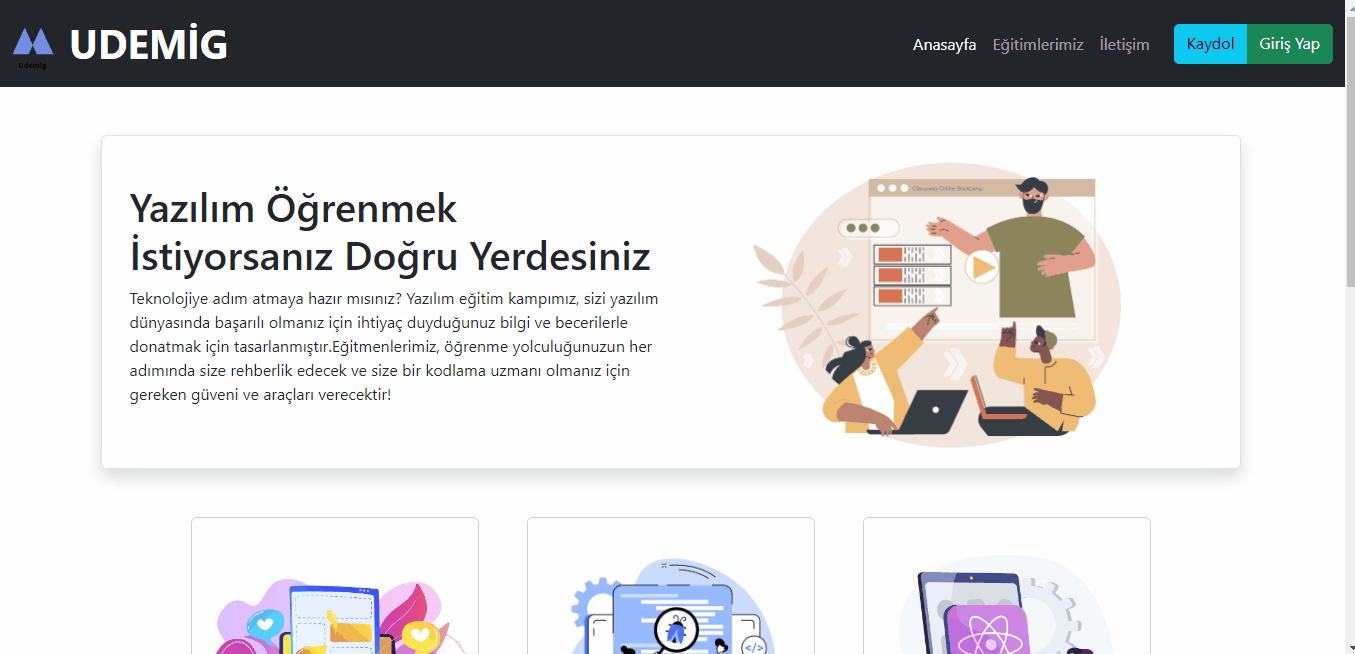 UDEMİG
Udemig
Anasayfa Eğitimlerimiz İletişim Kaydol Giriş Yap
Yazılım Öğrenmek
İstiyorsanız Doğru Yerdesiniz
Teknolojiye adım atmaya hazır mısınız? Yazılım eğitim kampımız, sizi yazılım
dünyasında başarılı olmanız için ihtiyaç duyduğunuz bilgi ve becerilerle
donatmak için tasarlanmıştır.Eğitmenlerimiz, öğrenme yolculuğunuzun her
adımında size rehberlik edecek ve size bir kodlama uzmanı olmanız için
gereken güveni ve araçları verecektir!
Online Bootcamp
</>